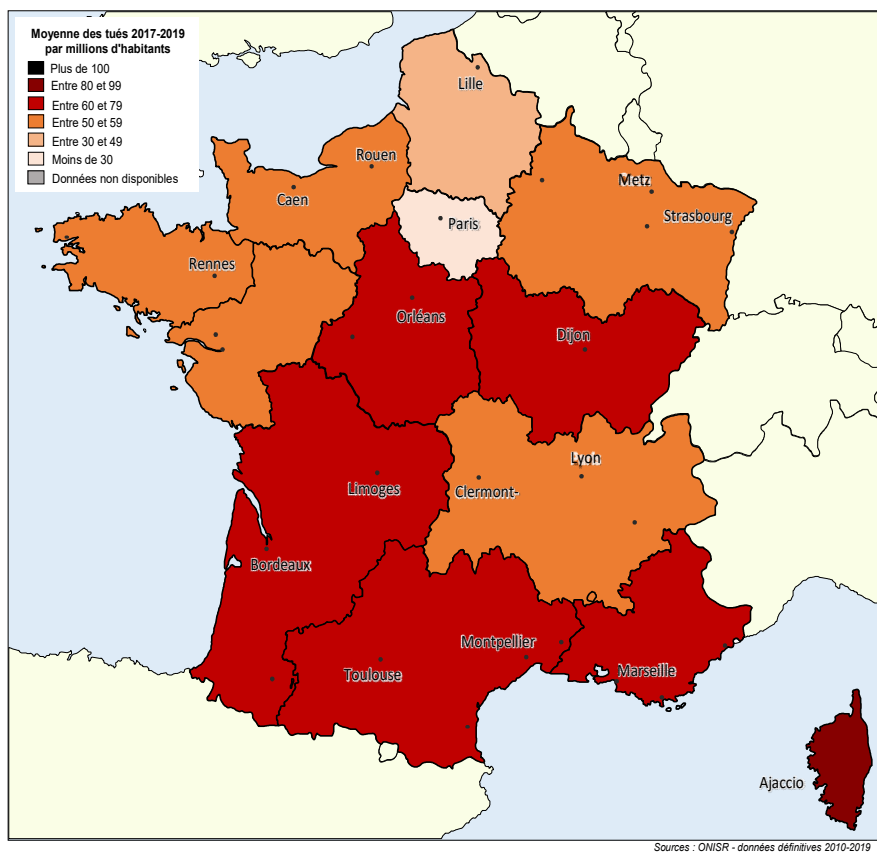 Moyenne des tués 2017-2019
par millions d'habitants
Plus de 100
Entre 80 et 99
Entre 60 et 79
Entre 50 et 59
Entre 30 et 49
Moins de 30
Données non disponibles
Lille
Rouen
Caen
Metz
Paris
Strasbourg
Rennes
Orléans
Dijon
Lyon
Limoges
Clermont-
Bordeaux
Montpellier
Toulouse
Marseille
Ajaccio
Sources : ONISR - données définitives 2010-2019